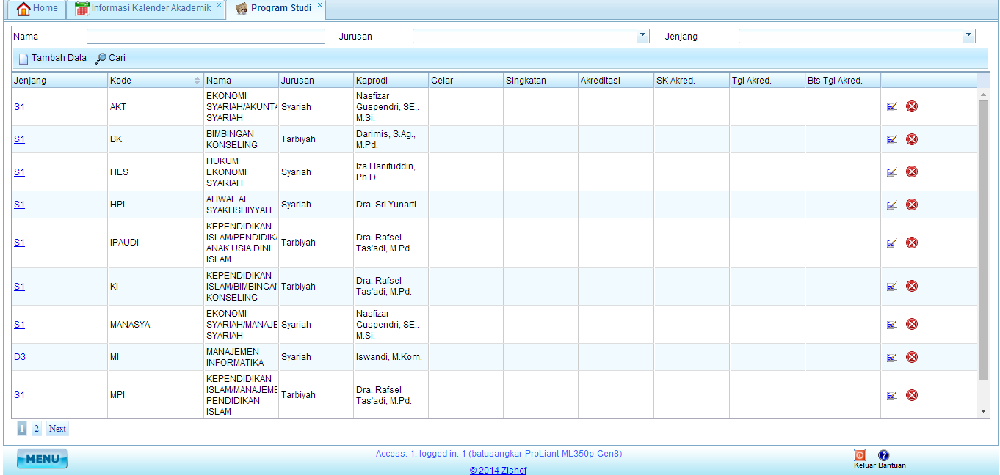 Home Informasi Kalender Akademik × Program Studi ×
Nama Jurusan Jenjang
Tambah Data Cari
Jenjang Kode Nama Jurusan Kaprodi Gelar Singkatan Akreditasi SK Akred. Tgl Akred. Bts Tgl Akred.
S1 AKT EKONOMI
SYARIAH/AKUNTA
SYARIAH
Syariah
Nasfizar
Guspendri, SE,.
M.Si.
S1 BK BIMBINGAN
KONSELING
Tarbiyah
Darimis, S.Ag.,
M.Pd.
S1 HES HUKUM
EKONOMI
SYARIAH
Syariah
Iza Hanifuddin,
Ph.D.
S1 HPI AHWAL AL
SYAKHSHIYYAH
Syariah Dra. Sri Yunarti
S1 IPAUDI KEPENDIDIKAN
ISLAM/PENDIDIKA
ANAK USIA DINI
ISLAM
Tarbiyah
Dra. Rafsel
Tas'adi, M.Pd.
S1 KI KEPENDIDIKAN
ISLAM/BIMBINGAN
KONSELING
Tarbiyah
Dra. Rafsel
Tas'adi, M.Pd.
S1 MANASYA EKONOMI
SYARIAH/MANAJE
SYARIAH
Syariah
Nasfizar
Guspendri, SE,.
M.Si.
D3 MI MANAJEMEN
INFORMATIKA
Syariah Iswandi, M.Kom.
S1 MPI KEPENDIDIKAN
ISLAM/MANAJEME
PENDIDIKAN
ISLAM
Tarbiyah
Dra. Rafsel
Tas'adi, M.Pd.
1 2 Next
MENU
Access: 1, logged in: 1 (batusangkar-ProLiant-ML350p-Gen8)
© 2014 Zishof
Keluar Bantuan